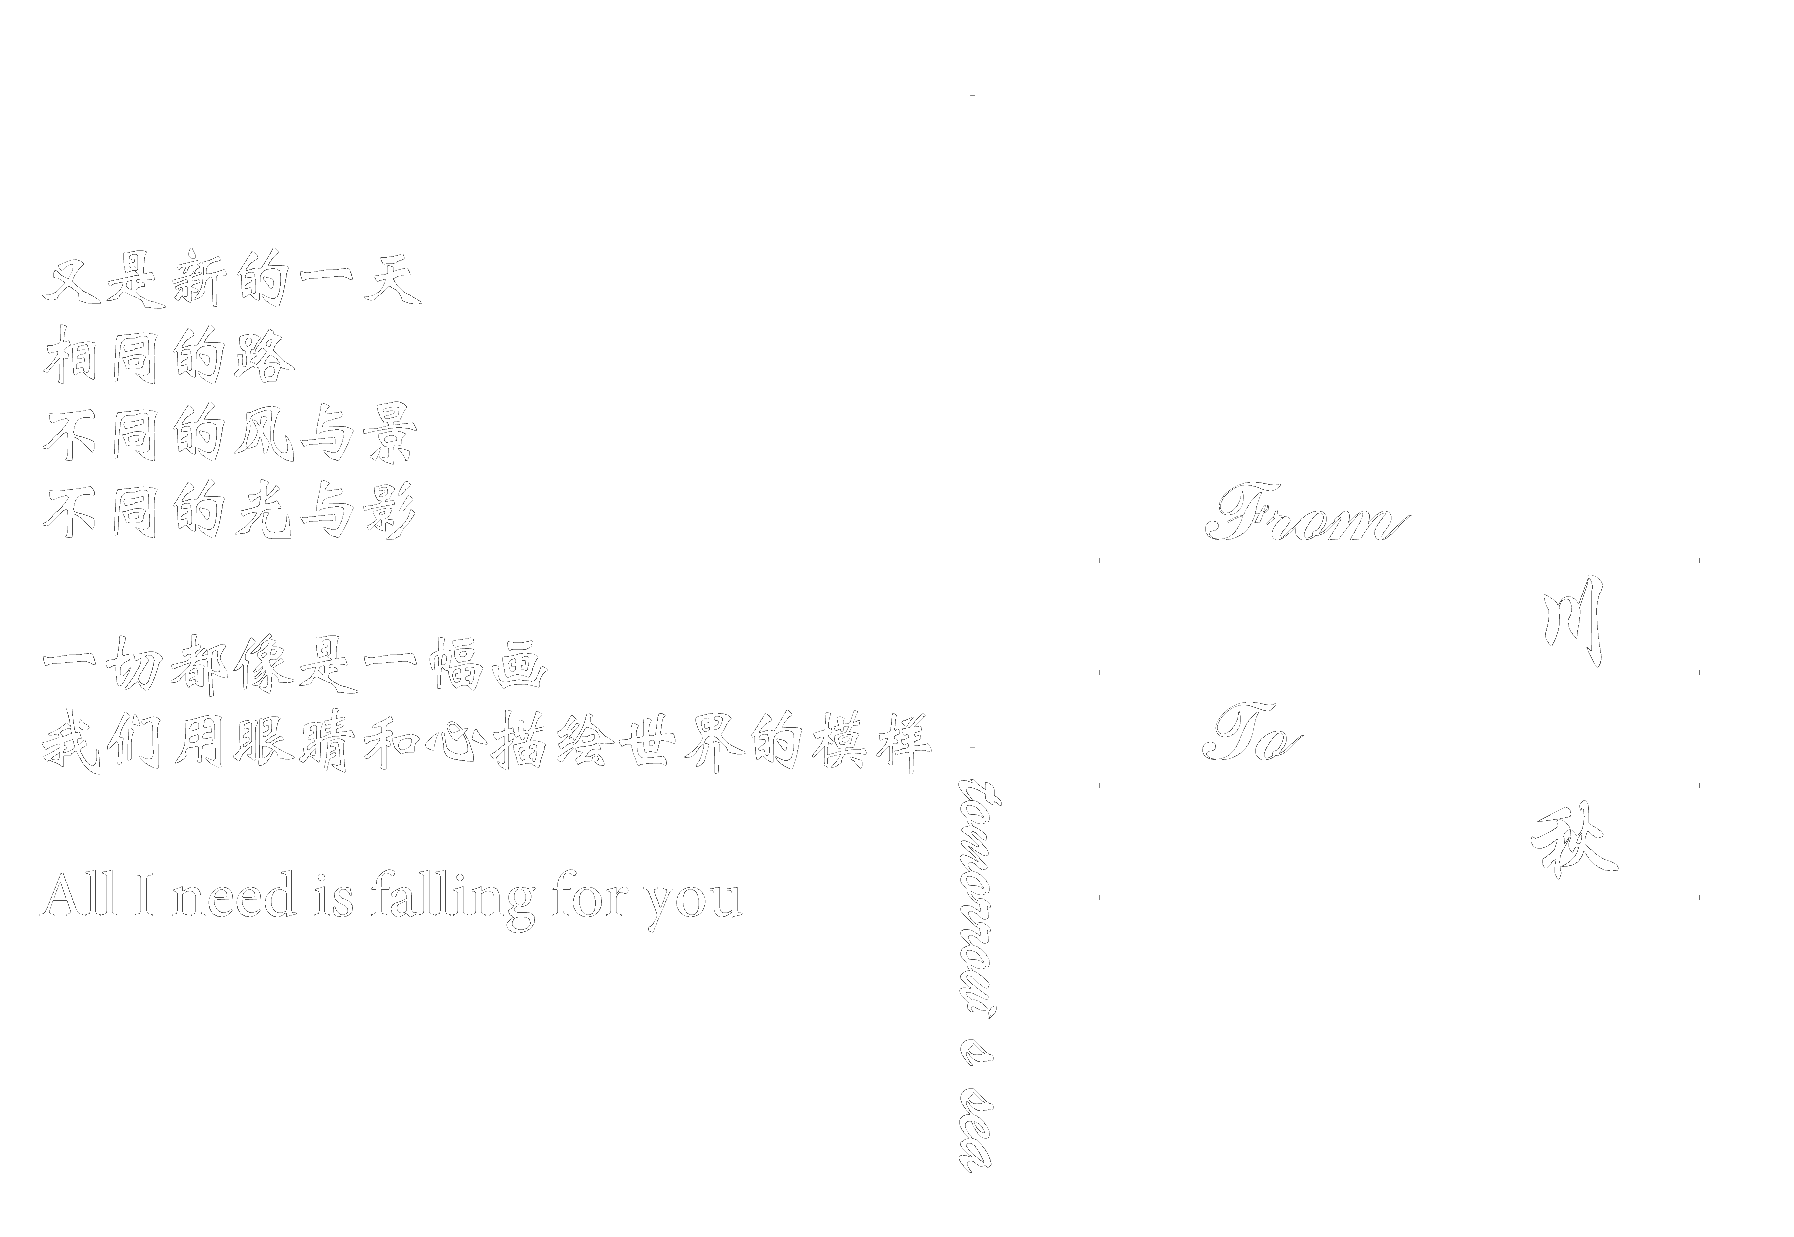 又是新的一天
相同的路
不同的风与景
不同的光与影
一切都像是一幅画
我们用眼睛和心描绘世界的模样
All I need is falling for you
tomorrow' s sea
From
川
To
秋